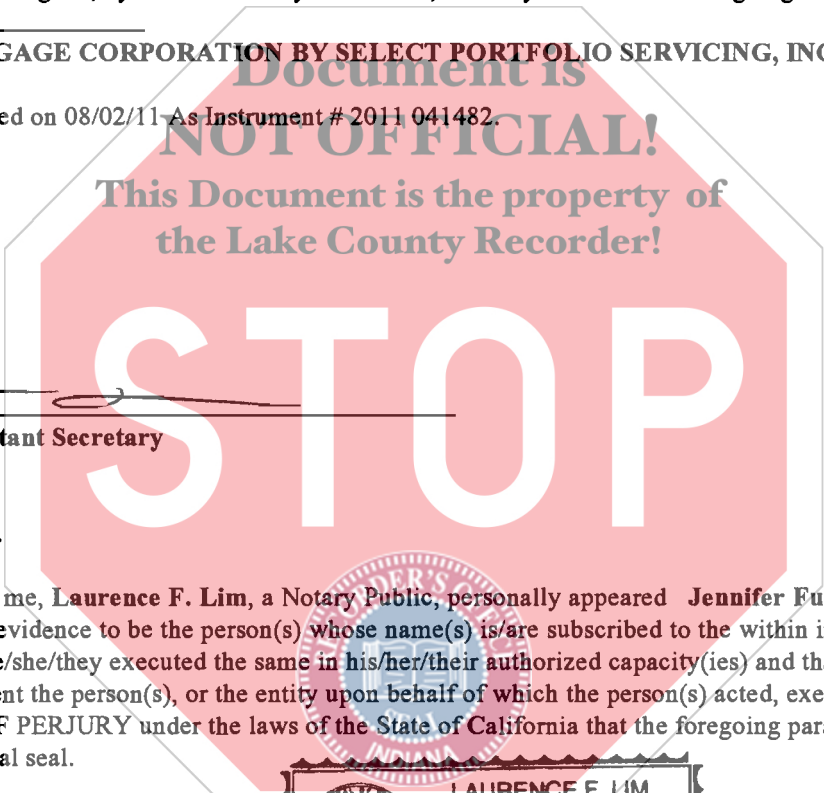 GAGE CORPORATION BY SELECT PORTFOLIO SERVICING, INC
Document is
ed on 08/02/11 As Instrument # 2011 041482.
NOT OFFICIAL!
This Document is the property of
the Lake County Recorder!
STOP
tant Secretary
me, Laurence F. Lim, a Notary Public, personally appeared Jennifer Fu
evidence to be the person(s) whose name(s) is/are subscribed to the within i
e/she/they executed the same in his/her/their authorized capacity(ies) and tha
ent the person(s), or the entity upon behalf of which the person(s) acted, exe
F PERJURY under the laws of the State of California that the foregoing para
al seal.
INDIANA
LAURENCE F. LIM